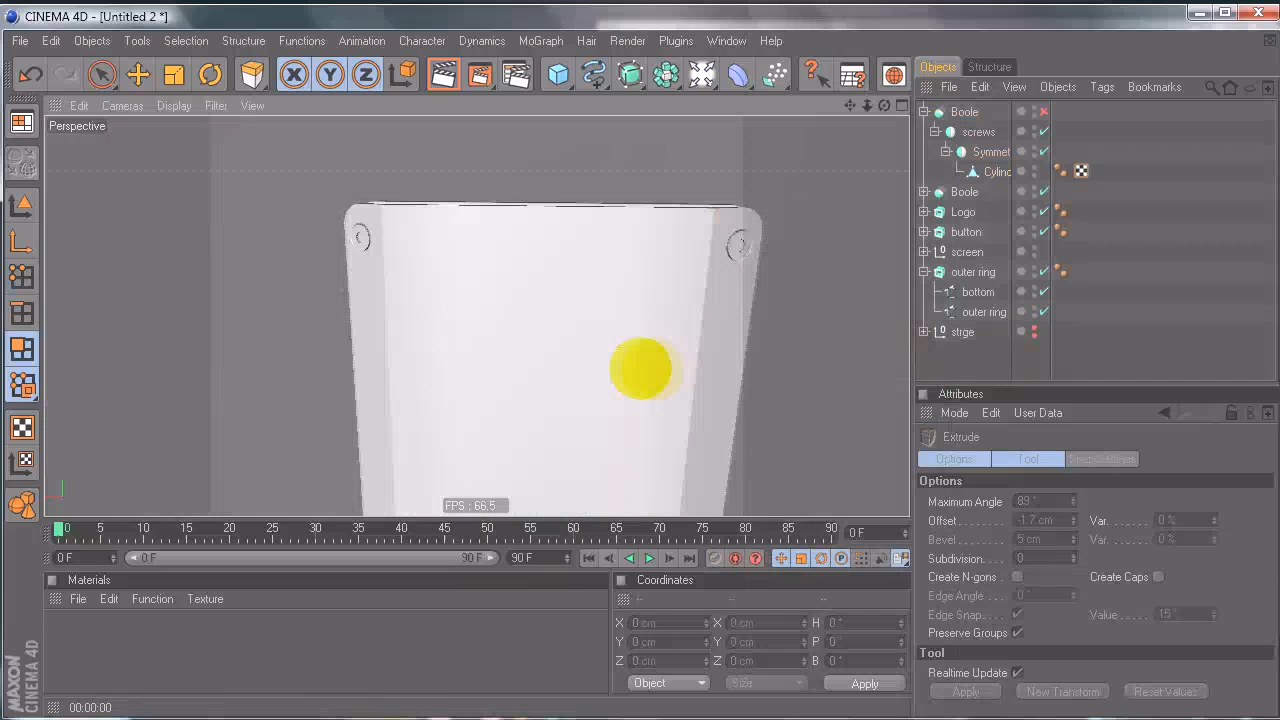 CINEMA 4D - [Untitled 2 *]
File Edit Objects Tools Selection Structure Functions Animation Character Dynamics MoGraph Hair Render Plugins Window Help
X Y Z
Edit Cameras Display Filter View
Perspective
FPS : 66.5
0 5 10 15 20 25 30 35 40 45 50 55 60 65 70 75 80 85 90 0 F
0 F 0 F 90 F 90 F
Materials
File Edit Function Texture
Coordinates
-- -- --
X 0 cm X 0 cm H 0 °
Y 0 cm Y 0 cm P 0 °
Z 0 cm Z 0 cm B 0 °
Object Size Apply
MAXON CINEMA 4D
00:00:00
Objects Structure
File Edit View Objects Tags Bookmarks
Boole
screws
Symmet
Cylinc
Boole
Logo
button
screen
outer ring
bottom
outer ring
strge
Attributes
Mode Edit User Data
Extrude
Options Tool
Options
Maximum Angle 89 °
Offset -1.7 cm Var. 0 %
Bevel 5 cm Var. 0 %
Subdivision 0
Create N-gons Create Caps
Edge Angle 0 °
Edge Snap Value 15 °
Preserve Groups
Tool
Realtime Update
Apply New Transform Reset Values